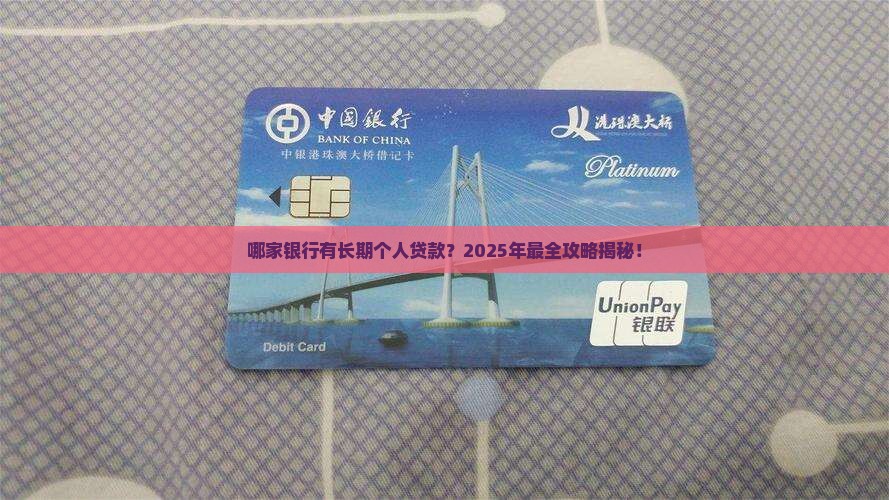 中国银行
BANK OF CHINA
中银港珠澳大桥借记卡
港珠澳大桥
Platinum
哪家银行有长期个人贷款？2025年最全攻略揭秘！
UnionPay
银联
Debit Card